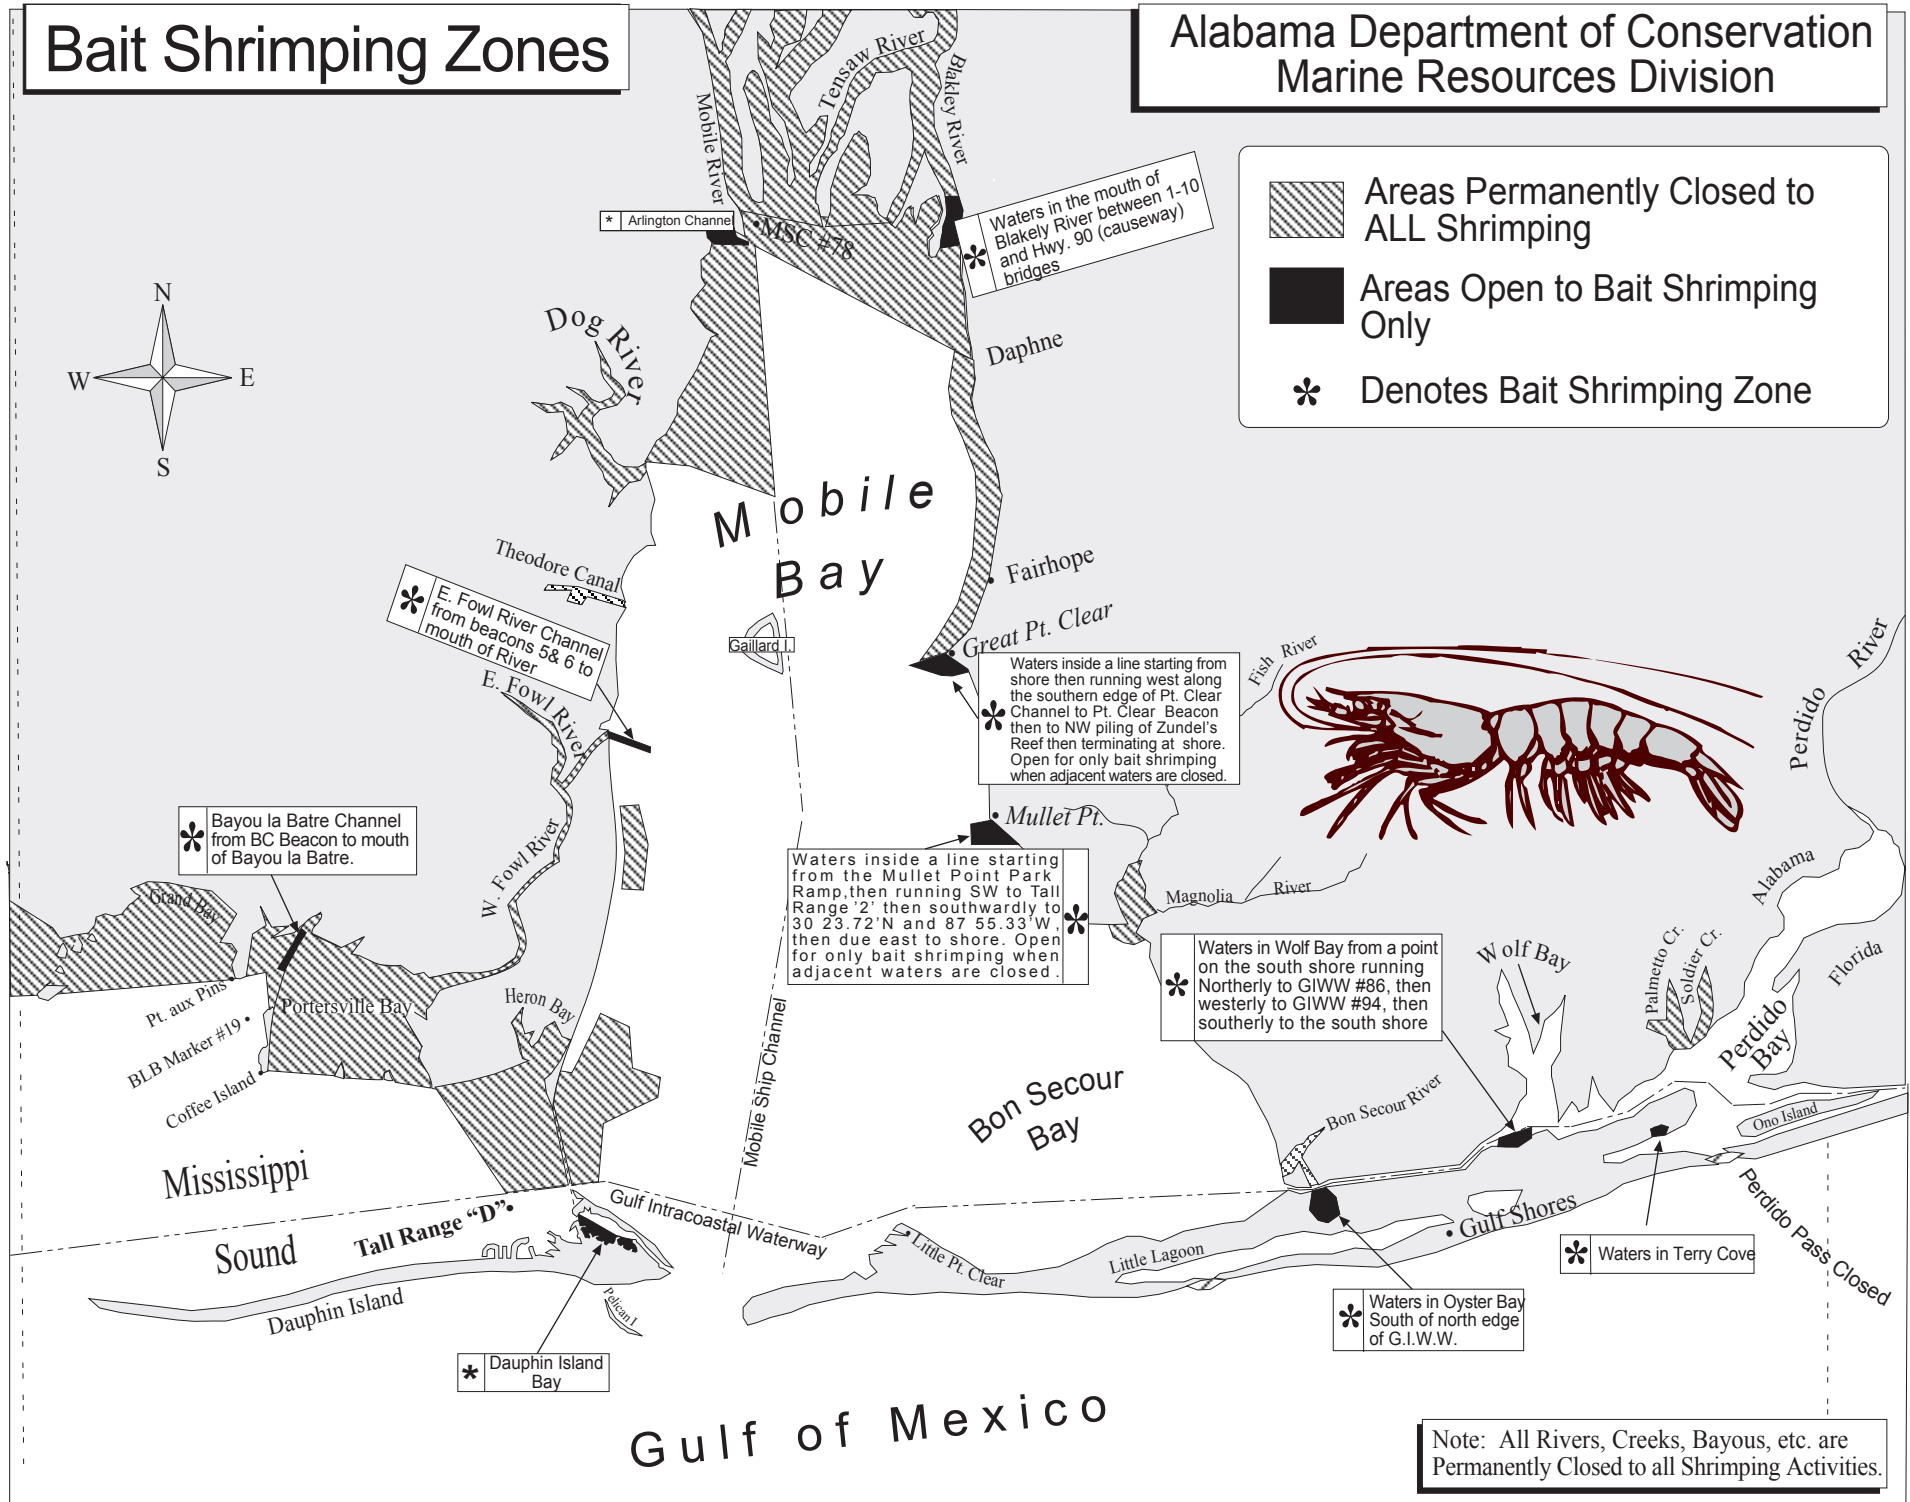 Bait Shrimping Zones
Alabama Department of Conservation
Marine Resources Division
Areas Permanently Closed to
ALL Shrimping
Areas Open to Bait Shrimping
Only
* Denotes Bait Shrimping Zone
Tensaw River
Blakley River
Mobile River
* Arlington Channel
MSC #78
* Waters in the mouth of
Blakely River between 1-10
and Hwy. 90 (causeway)
bridges
N
W E
S
Dog River
Daphne
Mobile
Bay
Theodore Canal
Fairhope
* E. Fowl River Channel
from beacons 5& 6 to
mouth of River
Gaillard I.
Great Pt. Clear
E. Fowl River
* Waters inside a line starting from
shore then running west along
the southern edge of Pt. Clear
Channel to Pt. Clear Beacon
then to NW piling of Zundel's
Reef then terminating at shore.
Open for only bait shrimping
when adjacent waters are closed.
Fish River
Perdido River
* Bayou la Batre Channel
from BC Beacon to mouth
of Bayou la Batre.
Mullet Pt.
W. Fowl River
Waters inside a line starting
from the Mullet Point Park
Ramp,then running SW to Tall
Range '2' then southwardly to
30 23.72'N and 87 55.33'W,
then due east to shore. Open
for only bait shrimping when
adjacent waters are closed.
*
Magnolia River
Alabama
Florida
Grand Bay
Pt. aux Pins
Portersville Bay
Heron Bay
BLB Marker #19
Coffee Island
* Waters in Wolf Bay from a point
on the south shore running
Northerly to GIWW #86, then
westerly to GIWW #94, then
southerly to the south shore
Wolf Bay
Palmetto Cr.
Soldier Cr.
Perdido
Bay
Mobile Ship Channel
Bon Secour
Bay
Bon Secour River
Ono Island
Mississippi
Sound
Tall Range “D”
Gulf Intracoastal Waterway
Little Pt. Clear
Little Lagoon
Gulf Shores
Perdido Pass Closed
* Waters in Terry Cove
Dauphin Island
Pelican I
* Waters in Oyster Bay
South of north edge
of G.I.W.W.
* Dauphin Island
Bay
Gulf of Mexico
Note: All Rivers, Creeks, Bayous, etc. are
Permanently Closed to all Shrimping Activities.